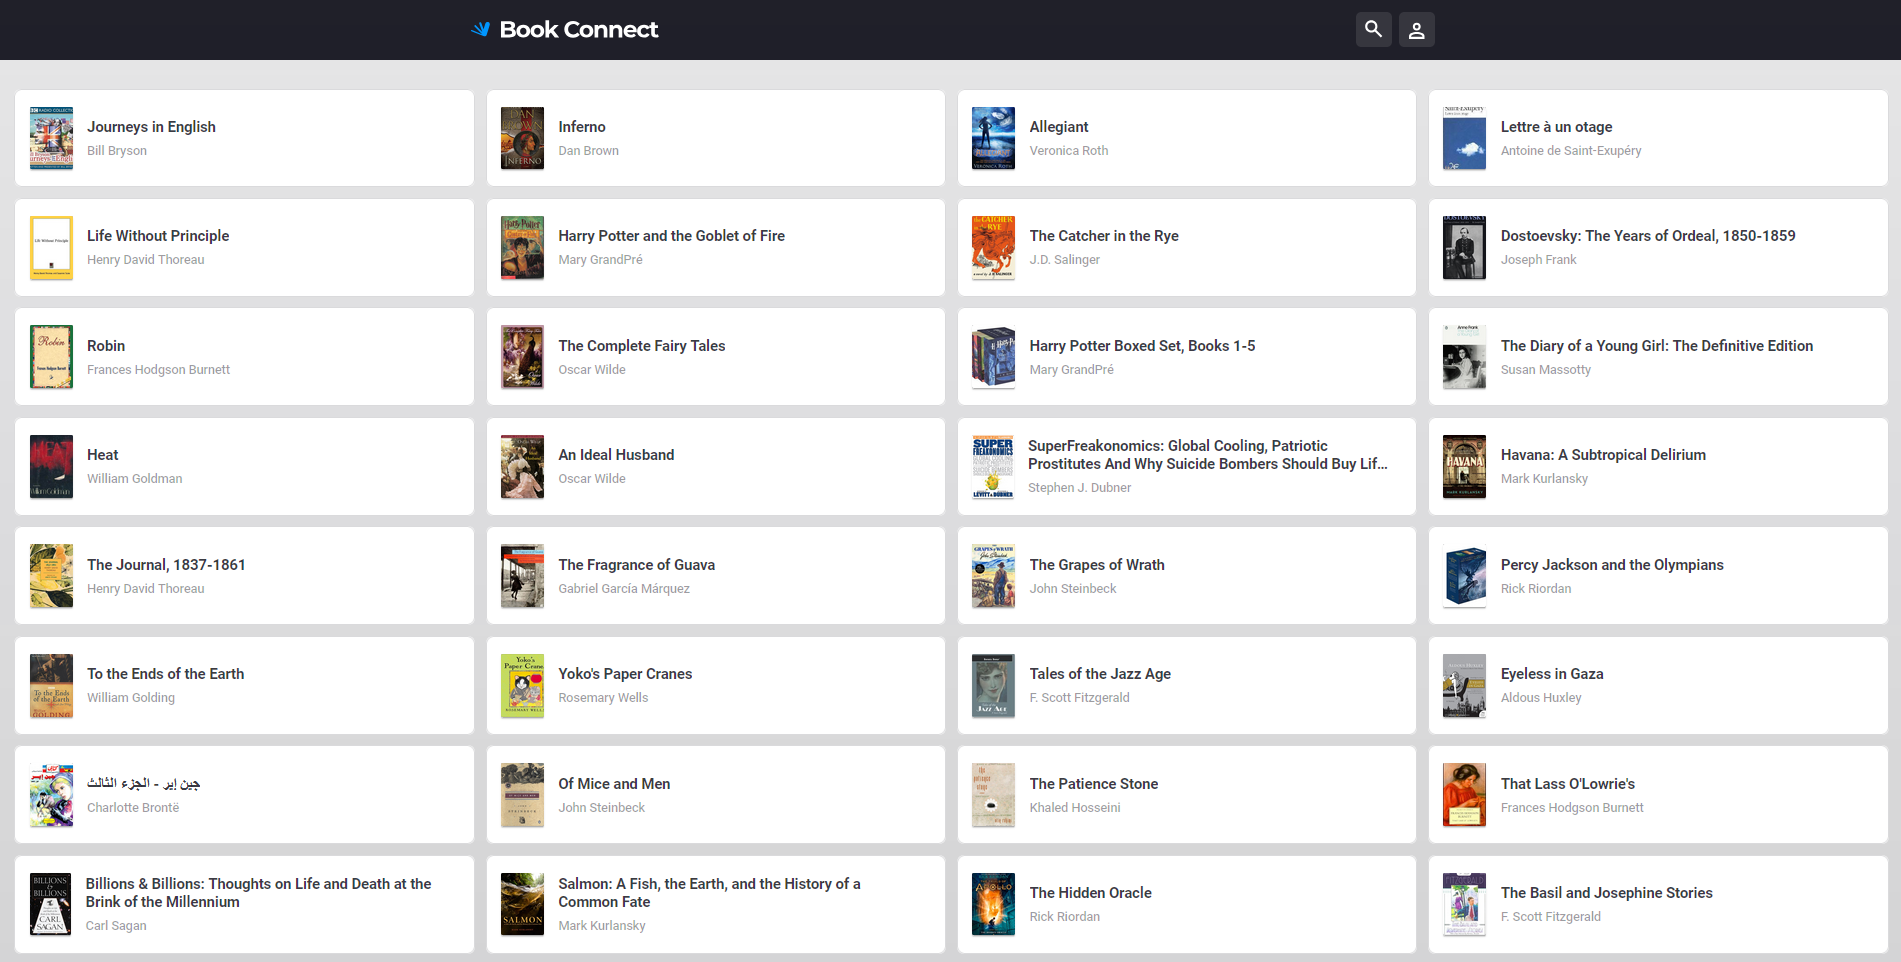 Book Connect
Journeys in English
Bill Bryson
Inferno
Dan Brown
Allegiant
Veronica Roth
Lettre à un otage
Antoine de Saint-Exupéry
Life Without Principle
Henry David Thoreau
Harry Potter and the Goblet of Fire
Mary GrandPré
The Catcher in the Rye
J.D. Salinger
Dostoevsky: The Years of Ordeal, 1850-1859
Joseph Frank
Robin
Frances Hodgson Burnett
The Complete Fairy Tales
Oscar Wilde
Harry Potter Boxed Set, Books 1-5
Mary GrandPré
The Diary of a Young Girl: The Definitive Edition
Susan Massotty
Heat
William Goldman
An Ideal Husband
Oscar Wilde
SuperFreakonomics: Global Cooling, Patriotic
Prostitutes And Why Suicide Bombers Should Buy Lif...
Stephen J. Dubner
Havana: A Subtropical Delirium
Mark Kurlansky
The Journal, 1837-1861
Henry David Thoreau
The Fragrance of Guava
Gabriel García Márquez
The Grapes of Wrath
John Steinbeck
Percy Jackson and the Olympians
Rick Riordan
To the Ends of the Earth
William Golding
Yoko's Paper Cranes
Rosemary Wells
Tales of the Jazz Age
F. Scott Fitzgerald
Eyeless in Gaza
Aldous Huxley
جين إير - الجزء الثالث
Charlotte Brontë
Of Mice and Men
John Steinbeck
The Patience Stone
Khaled Hosseini
That Lass O'Lowrie's
Frances Hodgson Burnett
Billions & Billions: Thoughts on Life and Death at the
Brink of the Millennium
Carl Sagan
Salmon: A Fish, the Earth, and the History of a
Common Fate
Mark Kurlansky
The Hidden Oracle
Rick Riordan
The Basil and Josephine Stories
F. Scott Fitzgerald